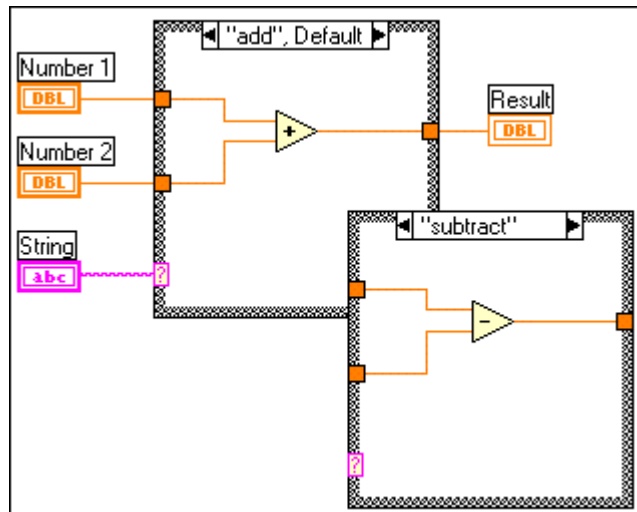 "add", Default
Number 1
DBL
+
Result
DBL
Number 2
DBL
"subtract"
String
abc
?
-
?